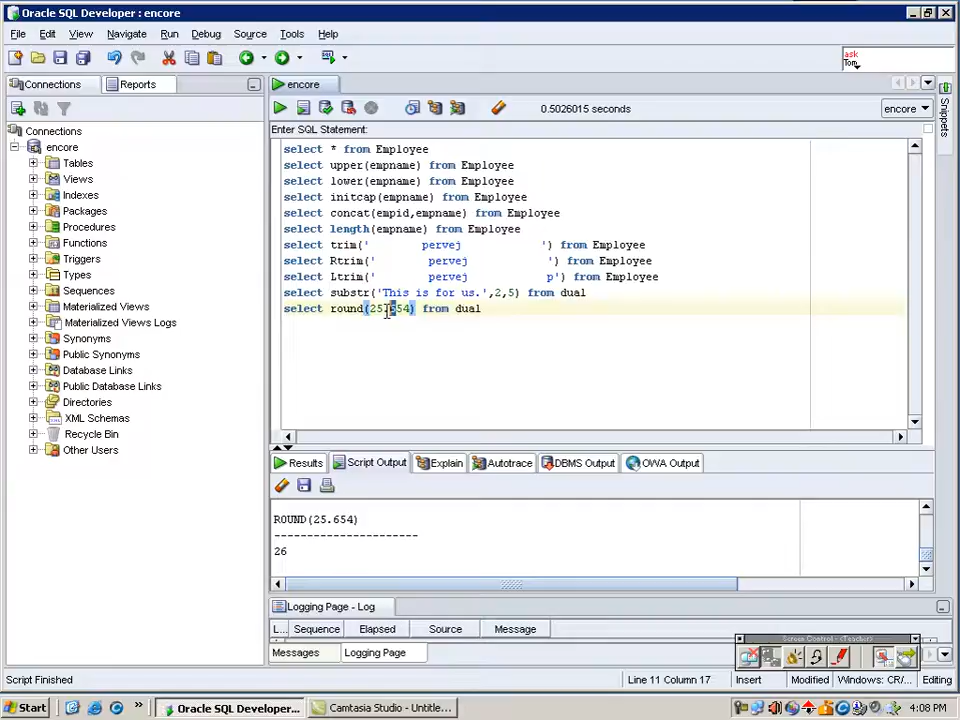 Oracle SQL Developer : encore
File Edit View Navigate Run Debug Source Tools Help
ask
Tom
Connections Reports encore
0.5026015 seconds encore
Enter SQL Statement:
Snippets
Connections
encore
Tables
Views
Indexes
Packages
Procedures
Functions
Triggers
Types
Sequences
Materialized Views
Materialized Views Logs
Synonyms
Public Synonyms
Database Links
Public Database Links
Directories
XML Schemas
Recycle Bin
Other Users
select * from Employee
select upper(empname) from Employee
select lower(empname) from Employee
select initcap(empname) from Employee
select concat(empid,empname) from Employee
select length(empname) from Employee
select trim('         pervej             ') from Employee
select Rtrim('         pervej             ') from Employee
select Ltrim('         pervej             p') from Employee
select substr('This is for us.',2,5) from dual
select round(25.654) from dual
Results Script Output Explain Autotrace DBMS Output OWA Output
ROUND(25.654)
----------------------
26
Logging Page - Log
L... Sequence Elapsed Source Message
Messages Logging Page
Screen Control - (Teacher)
Script Finished Line 11 Column 17 Insert Modified Windows: CR/... Editing
Start Oracle SQL Developer... Camtasia Studio - Untitle... 4:08 PM